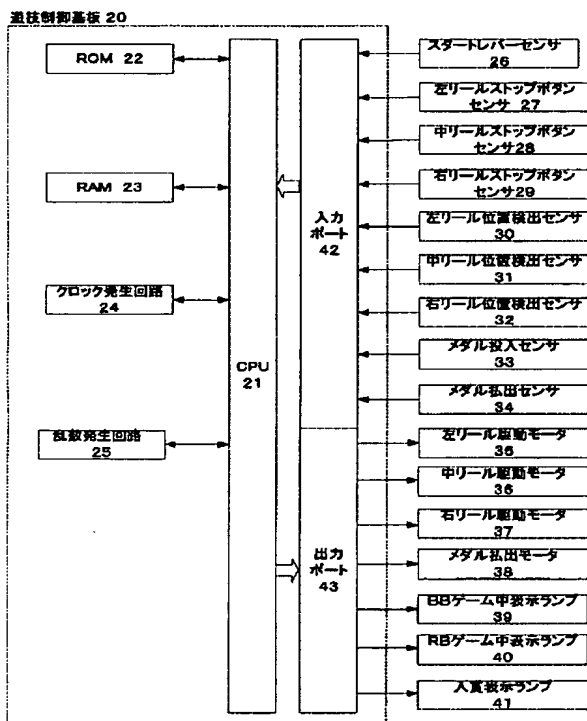 遊技制御基板 20
ROM 22
RAM 23
クロック発生回路
24
乱数発生回路
25
CPU
21
入力
ポート
42
出力
ポート
43
スタートレバーセンサ
26
左リールストップボタン
センサ 27
中リールストップボタン
センサ28
右リールストップボタン
センサ29
左リール位置検出センサ
30
中リール位置検出センサ
31
右リール位置検出センサ
32
メダル投入センサ
33
メダル払出センサ
34
左リール駆動モータ
35
中リール駆動モータ
36
右リール駆動モータ
37
メダル払出モータ
38
BBゲーム中表示ランプ
39
RBゲーム中表示ランプ
40
入賞表示ランプ
41